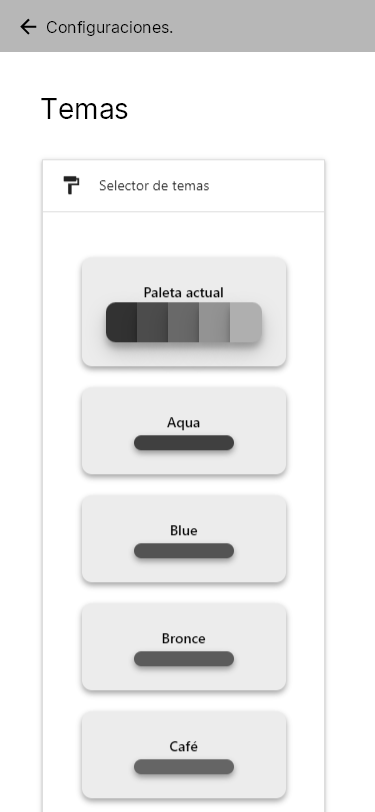 Configuraciones.
Temas
Selector de temas
Paleta actual
Aqua
Blue
Bronce
Café